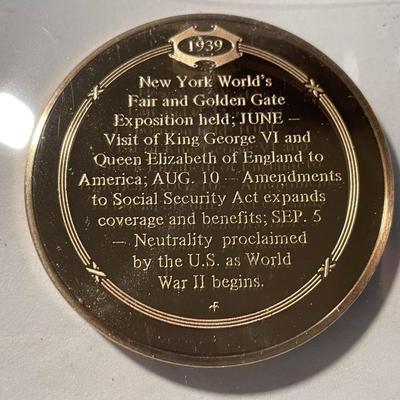 1939
New York World's
Fair and Golden Gate
Exposition held; JUNE —
Visit of King George VI and
Queen Elizabeth of England to
America; AUG. 10 — Amendments
to Social Security Act expands
coverage and benefits; SEP. 5
— Neutrality proclaimed
by the U.S. as World
War II begins.